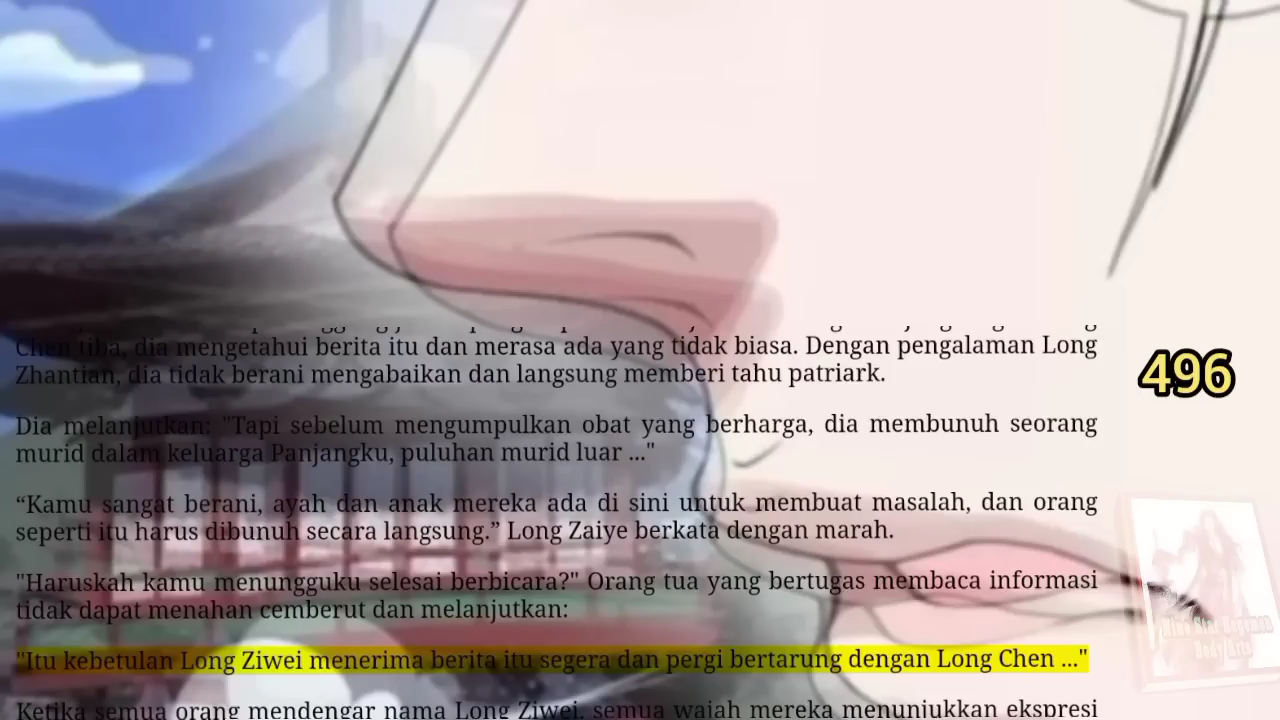 Chen tiba, dia mengetahui berita itu dan merasa ada yang tidak biasa. Dengan pengalaman Long
Zhantian, dia tidak berani mengabaikan dan langsung memberi tahu patriark.
Dia melanjutkan: "Tapi sebelum mengumpulkan obat yang berharga, dia membunuh seorang
murid dalam keluarga Panjangku, puluhan murid luar ..."
“Kamu sangat berani, ayah dan anak mereka ada di sini untuk membuat masalah, dan orang
seperti itu harus dibunuh secara langsung.” Long Zaiye berkata dengan marah.
"Haruskah kamu menungguku selesai berbicara?" Orang tua yang bertugas membaca informasi
tidak dapat menahan cemberut dan melanjutkan:
"Itu kebetulan Long Ziwei menerima berita itu segera dan pergi bertarung dengan Long Chen ..."
Ketika semua orang mendengar nama Long Ziwei, semua wajah mereka menunjukkan ekspresi
496
Nine Star Hegemon
Body Arts